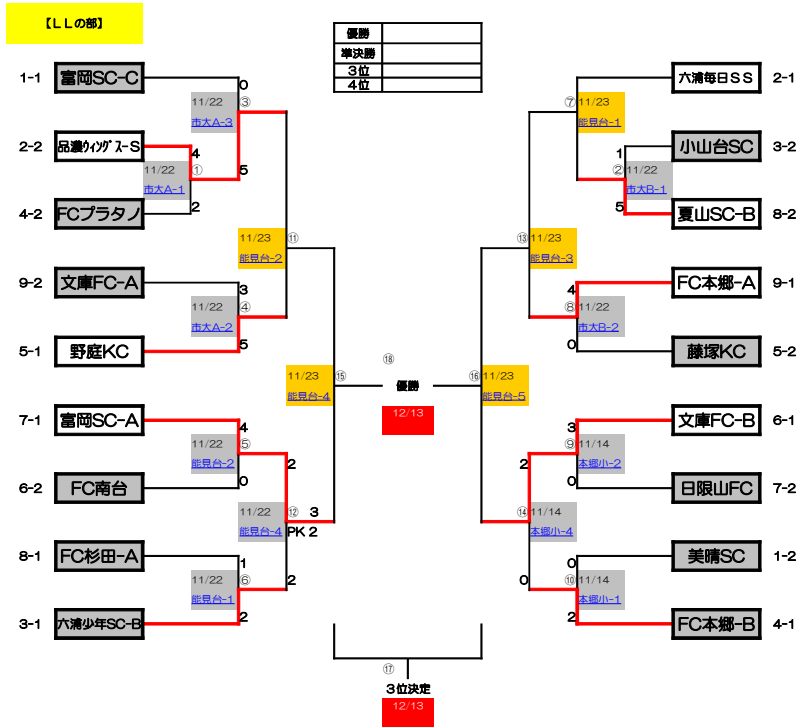 【ＬＬの部】
優勝
準決勝
３位
４位
1-1
富岡SC-C
0
11/22
③
市大A-3
2-2
品濃ｳｨﾝｸﾞｽ-S
4
①
5
11/22
市大A-1
4-2
FCプラタノ
2
11/23
⑪
能見台-2
9-2
文庫FC-A
3
11/22
④
市大A-2
5-1
野庭KC
5
11/23
⑮
能見台-4
7-1
富岡SC-A
4
11/22
⑤
能見台-2
2
6-2
FC南台
0
11/22
⑫
3
能見台-4
PK 2
8-1
FC杉田-A
1
11/22
⑥
2
能見台-1
3-1
六浦少年SC-B
2
⑱
優勝
12/13
⑰
３位決定
12/13
六浦毎日ＳＳ
2-1
⑦
11/23
能見台-1
小山台SC
3-2
1
②
11/22
市大B-1
5
夏山SC-B
8-2
⑬
11/23
能見台-3
FC本郷-A
9-1
4
⑧
11/22
市大B-2
0
藤塚KC
5-2
⑯
11/23
能見台-5
文庫FC-B
6-1
3
⑨
11/14
本郷小-2
2
0
日限山FC
7-2
⑭
11/14
本郷小-4
美晴SC
1-2
0
0
⑩
11/14
本郷小-1
2
FC本郷-B
4-1